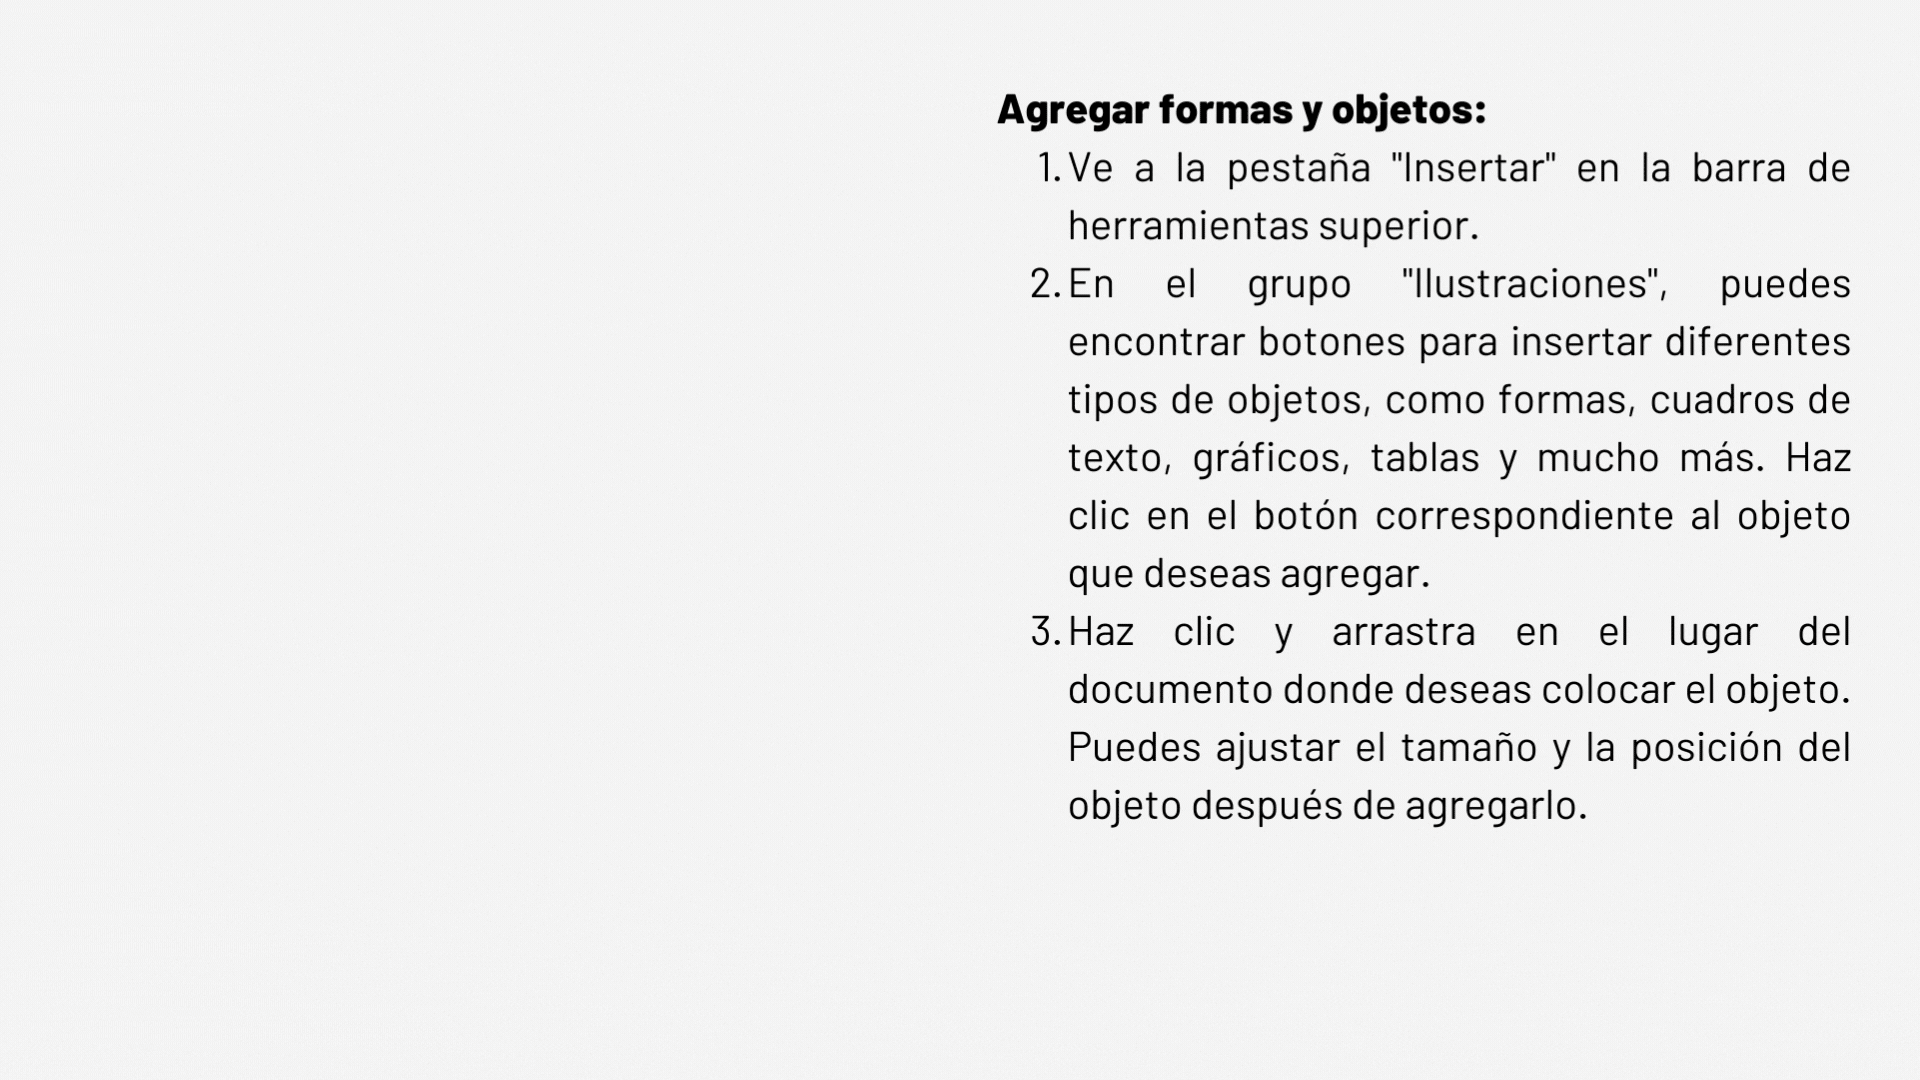 Agregar formas y objetos:
1. Ve a la pestaña "Insertar" en la barra de
herramientas superior.
2. En el grupo "Ilustraciones", puedes
encontrar botones para insertar diferentes
tipos de objetos, como formas, cuadros de
texto, gráficos, tablas y mucho más. Haz
clic en el botón correspondiente al objeto
que deseas agregar.
3. Haz clic y arrastra en el lugar del
documento donde deseas colocar el objeto.
Puedes ajustar el tamaño y la posición del
objeto después de agregarlo.